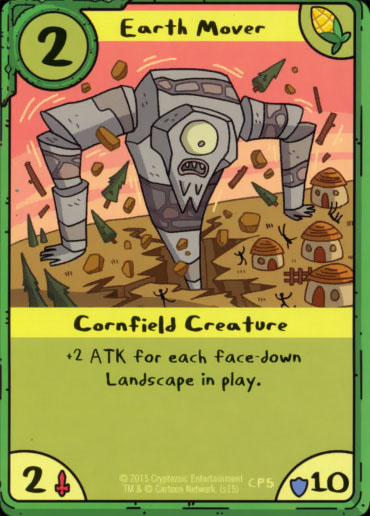 2
Earth Mover
Cornfield Creature
+2 ATK for each face-down
Landscape in play.
© 2015 Cryptozoic Entertainment
TM & © Cartoon Network. (s15)
CP5
2
10